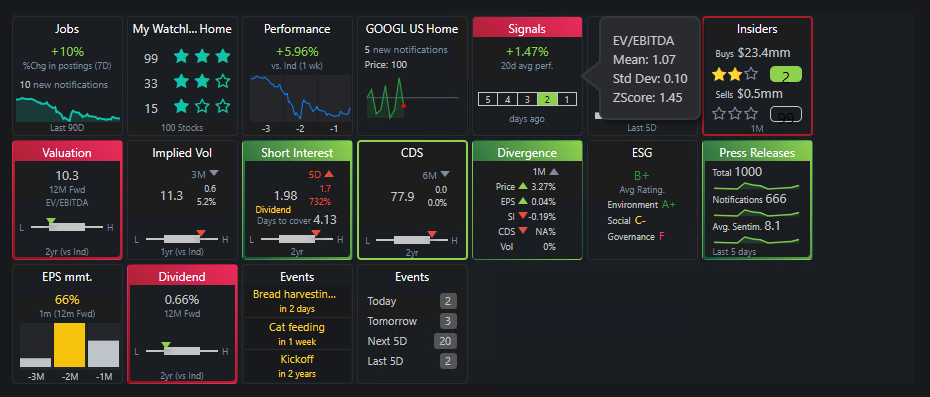 Jobs
+10%
%Chg in postings (7D)
10 new notifications
Last 90D
My Watchl... Home
99
33
15
100 Stocks
Performance
+5.96%
vs. Ind (1 wk)
-3 -2 -1
GOOGL US Home
5 new notifications
Price: 100
Signals
+1.47%
20d avg perf.
5 4 3 2 1
days ago
EV/EBITDA
Mean: 1.07
Std Dev: 0.10
ZScore: 1.45
Last 5D
Insiders
Buys $23.4mm
2
Sells $0.5mm
1M
Valuation
10.3
12M Fwd
EV/EBITDA
L H
2yr (vs Ind)
Implied Vol
3M
11.3 0.6
5.2%
L H
1yr (vs Ind)
Short Interest
5D
1.98 1.7
732%
Dividend
Days to cover 4.13
L H
2yr
CDS
6M
77.9 0.0
0.0%
L H
2yr
Divergence
1M
Price 3.27%
EPS 0.04%
SI -0.19%
CDS NA%
Vol 0%
ESG
B+
Avg Rating.
Environment A+
Social C-
Governance F
Press Releases
Total 1000
Notifications 666
Avg. Sentim. 8.1
Last 5 days
EPS mmt.
66%
1m (12m Fwd)
-3M -2M -1M
Dividend
0.66%
12M Fwd
L H
2yr (vs Ind)
Events
Bread harvestin...
in 2 days
Cat feeding
in 1 week
Kickoff
in 2 years
Events
Today 2
Tomorrow 3
Next 5D 20
Last 5D 2